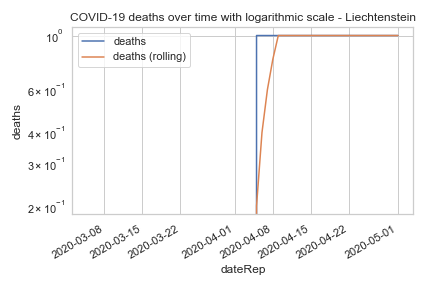 COVID-19 deaths over time with logarithmic scale - Liechtenstein
10⁰
deaths
deaths (rolling)
6 × 10⁻¹
4 × 10⁻¹
3 × 10⁻¹
2 × 10⁻¹
deaths
2020-03-08
2020-03-15
2020-03-22
2020-04-01
2020-04-08
2020-04-15
2020-04-22
2020-05-01
dateRep